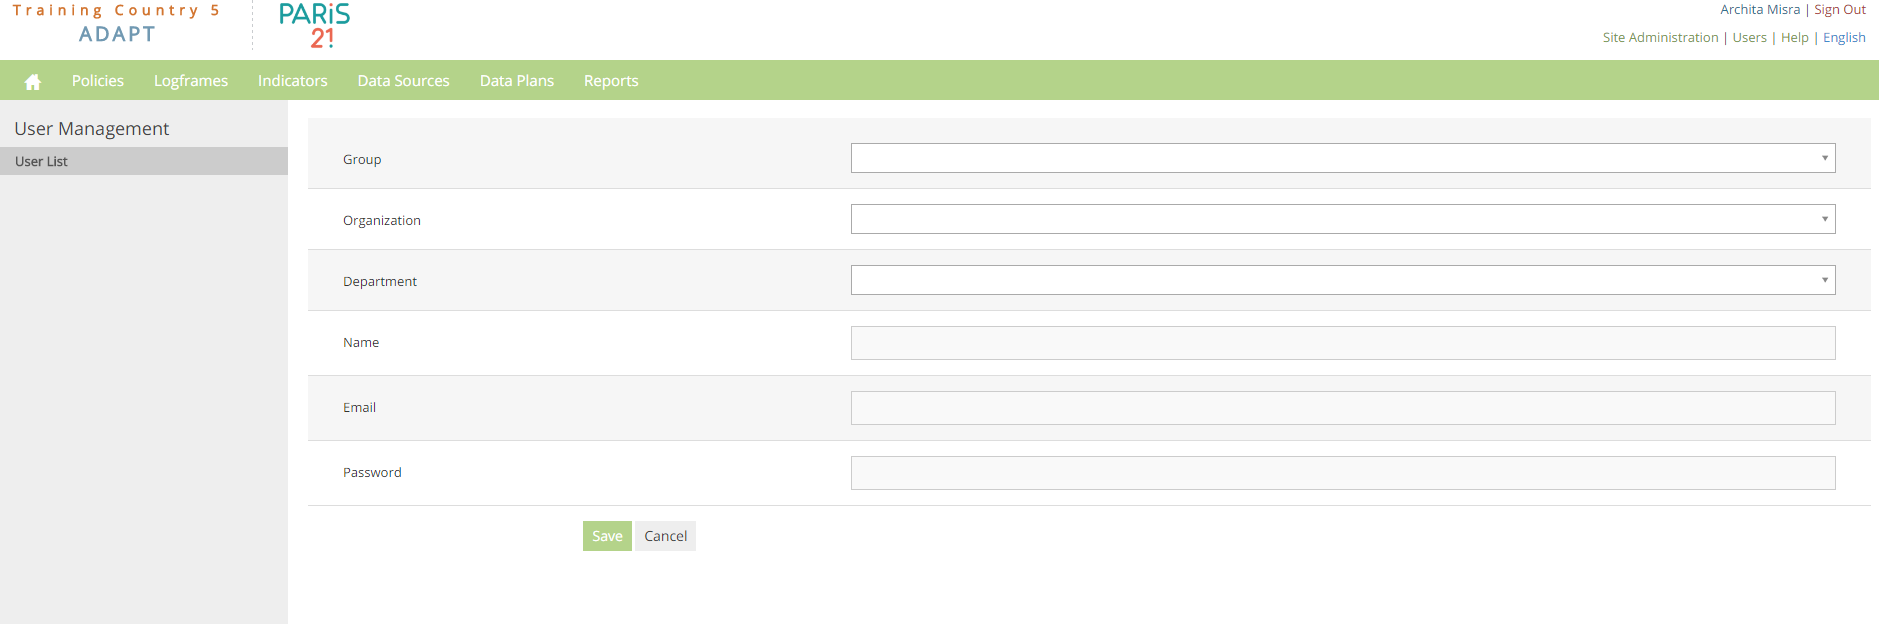 Training Country 5
ADAPT
PARiS
21!
Archita Misra | Sign Out
Site Administration | Users | Help | English
Policies Logframes Indicators Data Sources Data Plans Reports
User Management
User List
Group
Organization
Department
Name
Email
Password
Save Cancel